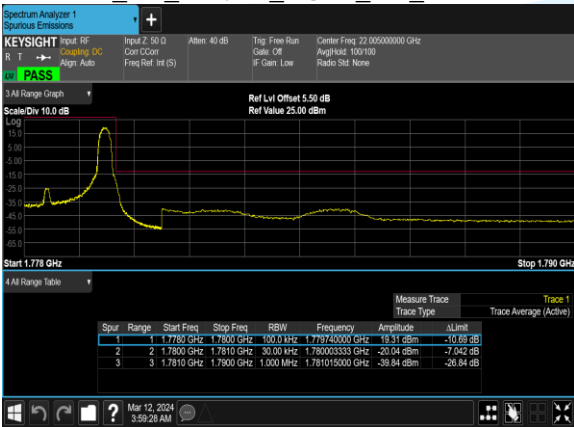 Spectrum Analyzer 1
Spurious Emissions
KEYSIGHT Input: RF Input Z: 50 Ω Atten: 40 dB Trig: Free Run Center Freq: 22.005000000 GHz
R T Coupling: DC Corr CCorr Gate: Off Avg|Hold: 100/100
Align: Auto Freq Ref: Int (S) IF Gain: Low Radio Std: None
PASS
3 All Range Graph
Ref Lvl Offset 5.50 dB
Scale/Div 10.0 dB Ref Value 25.00 dBm
Log
15.0
5.00
-5.00
-15.0
-25.0
-35.0
-45.0
-55.0
-65.0
Start 1.778 GHz Stop 1.790 GHz
4 All Range Table
Measure Trace Trace 1
Trace Type Trace Average (Active)
Spur Range Start Freq Stop Freq RBW Frequency Amplitude ΔLimit
1 1 1.7780 GHz 1.7800 GHz 100.0 kHz 1.779740000 GHz 19.31 dBm -10.69 dB
2 2 1.7800 GHz 1.7810 GHz 30.00 kHz 1.780003333 GHz -20.04 dBm -7.042 dB
3 3 1.7810 GHz 1.7900 GHz 1.000 MHz 1.781015000 GHz -39.84 dBm -26.84 dB
Mar 12, 2024
3:59:28 AM